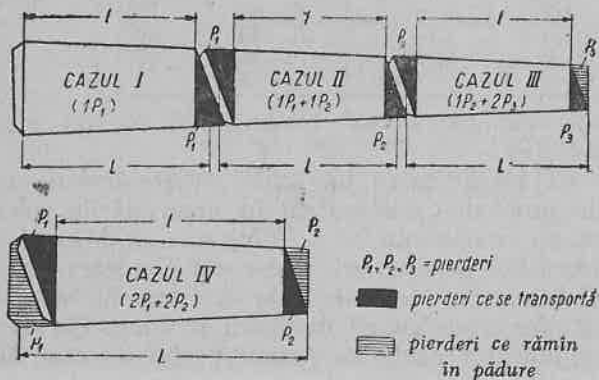 l P₁ l P₂ l P₃
CAZUL I CAZUL II CAZUL III
(1P₁) (1P₁+1P₂) (1P₂+2P₃)
P₁ P₂ P₃
L L L
P₁ l P₂
CAZUL IV
(2P₁+2P₂)
P₁ P₂
L
P₁, P₂, P₃ =pierderi
pierderi ce se transportă
pierderi ce rămîn
în pădure